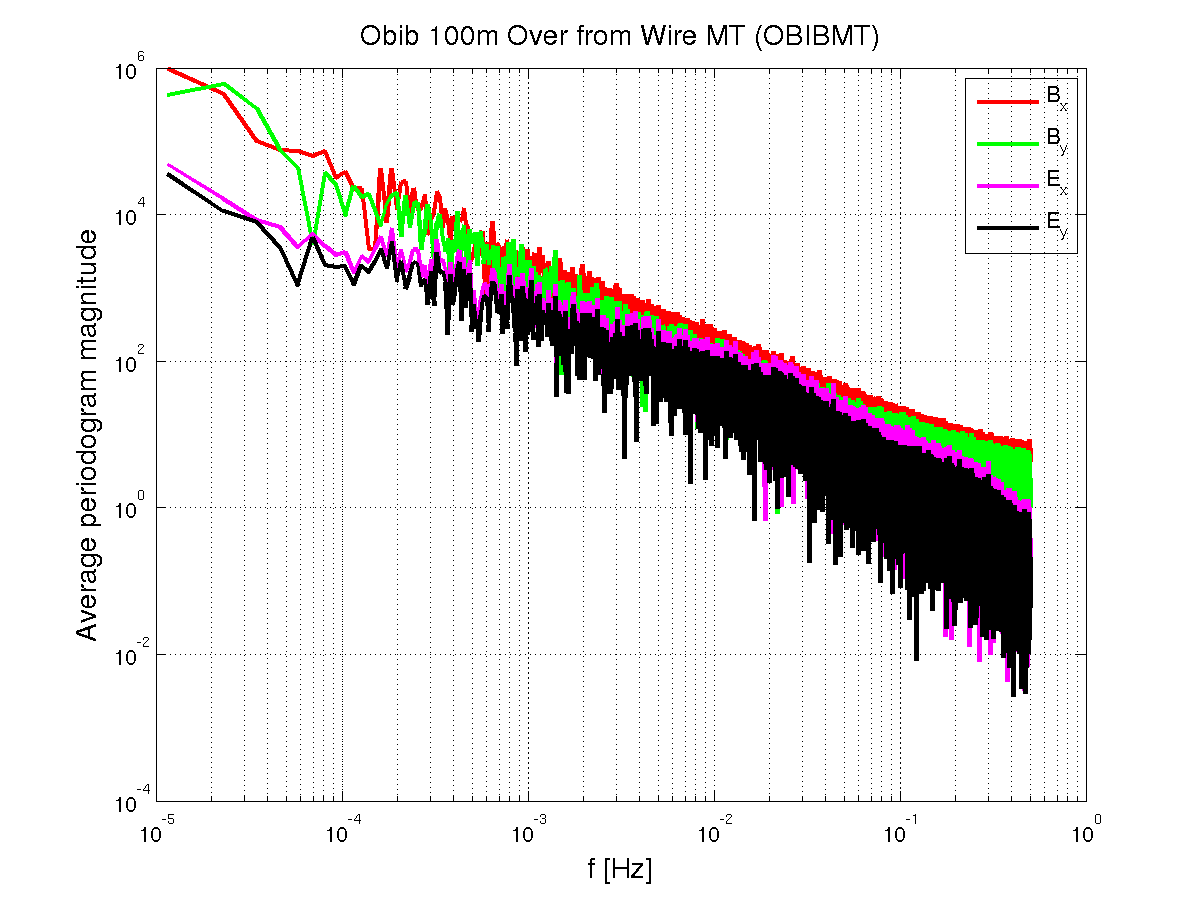 Obib 100m Over from Wire MT (OBIBMT)
10^6
10^4
10^2
10^0
10^-2
10^-4
Average periodogram magnitude
B_x
B_y
E_x
E_y
10^-5 10^-4 10^-3 10^-2 10^-1 10^0
f [Hz]